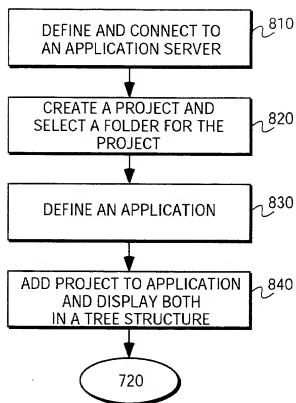 DEFINE AND CONNECT TO
AN APPLICATION SERVER
810
CREATE A PROJECT AND
SELECT A FOLDER FOR THE
PROJECT
820
DEFINE AN APPLICATION
830
ADD PROJECT TO APPLICATION
AND DISPLAY BOTH
IN A TREE STRUCTURE
840
720